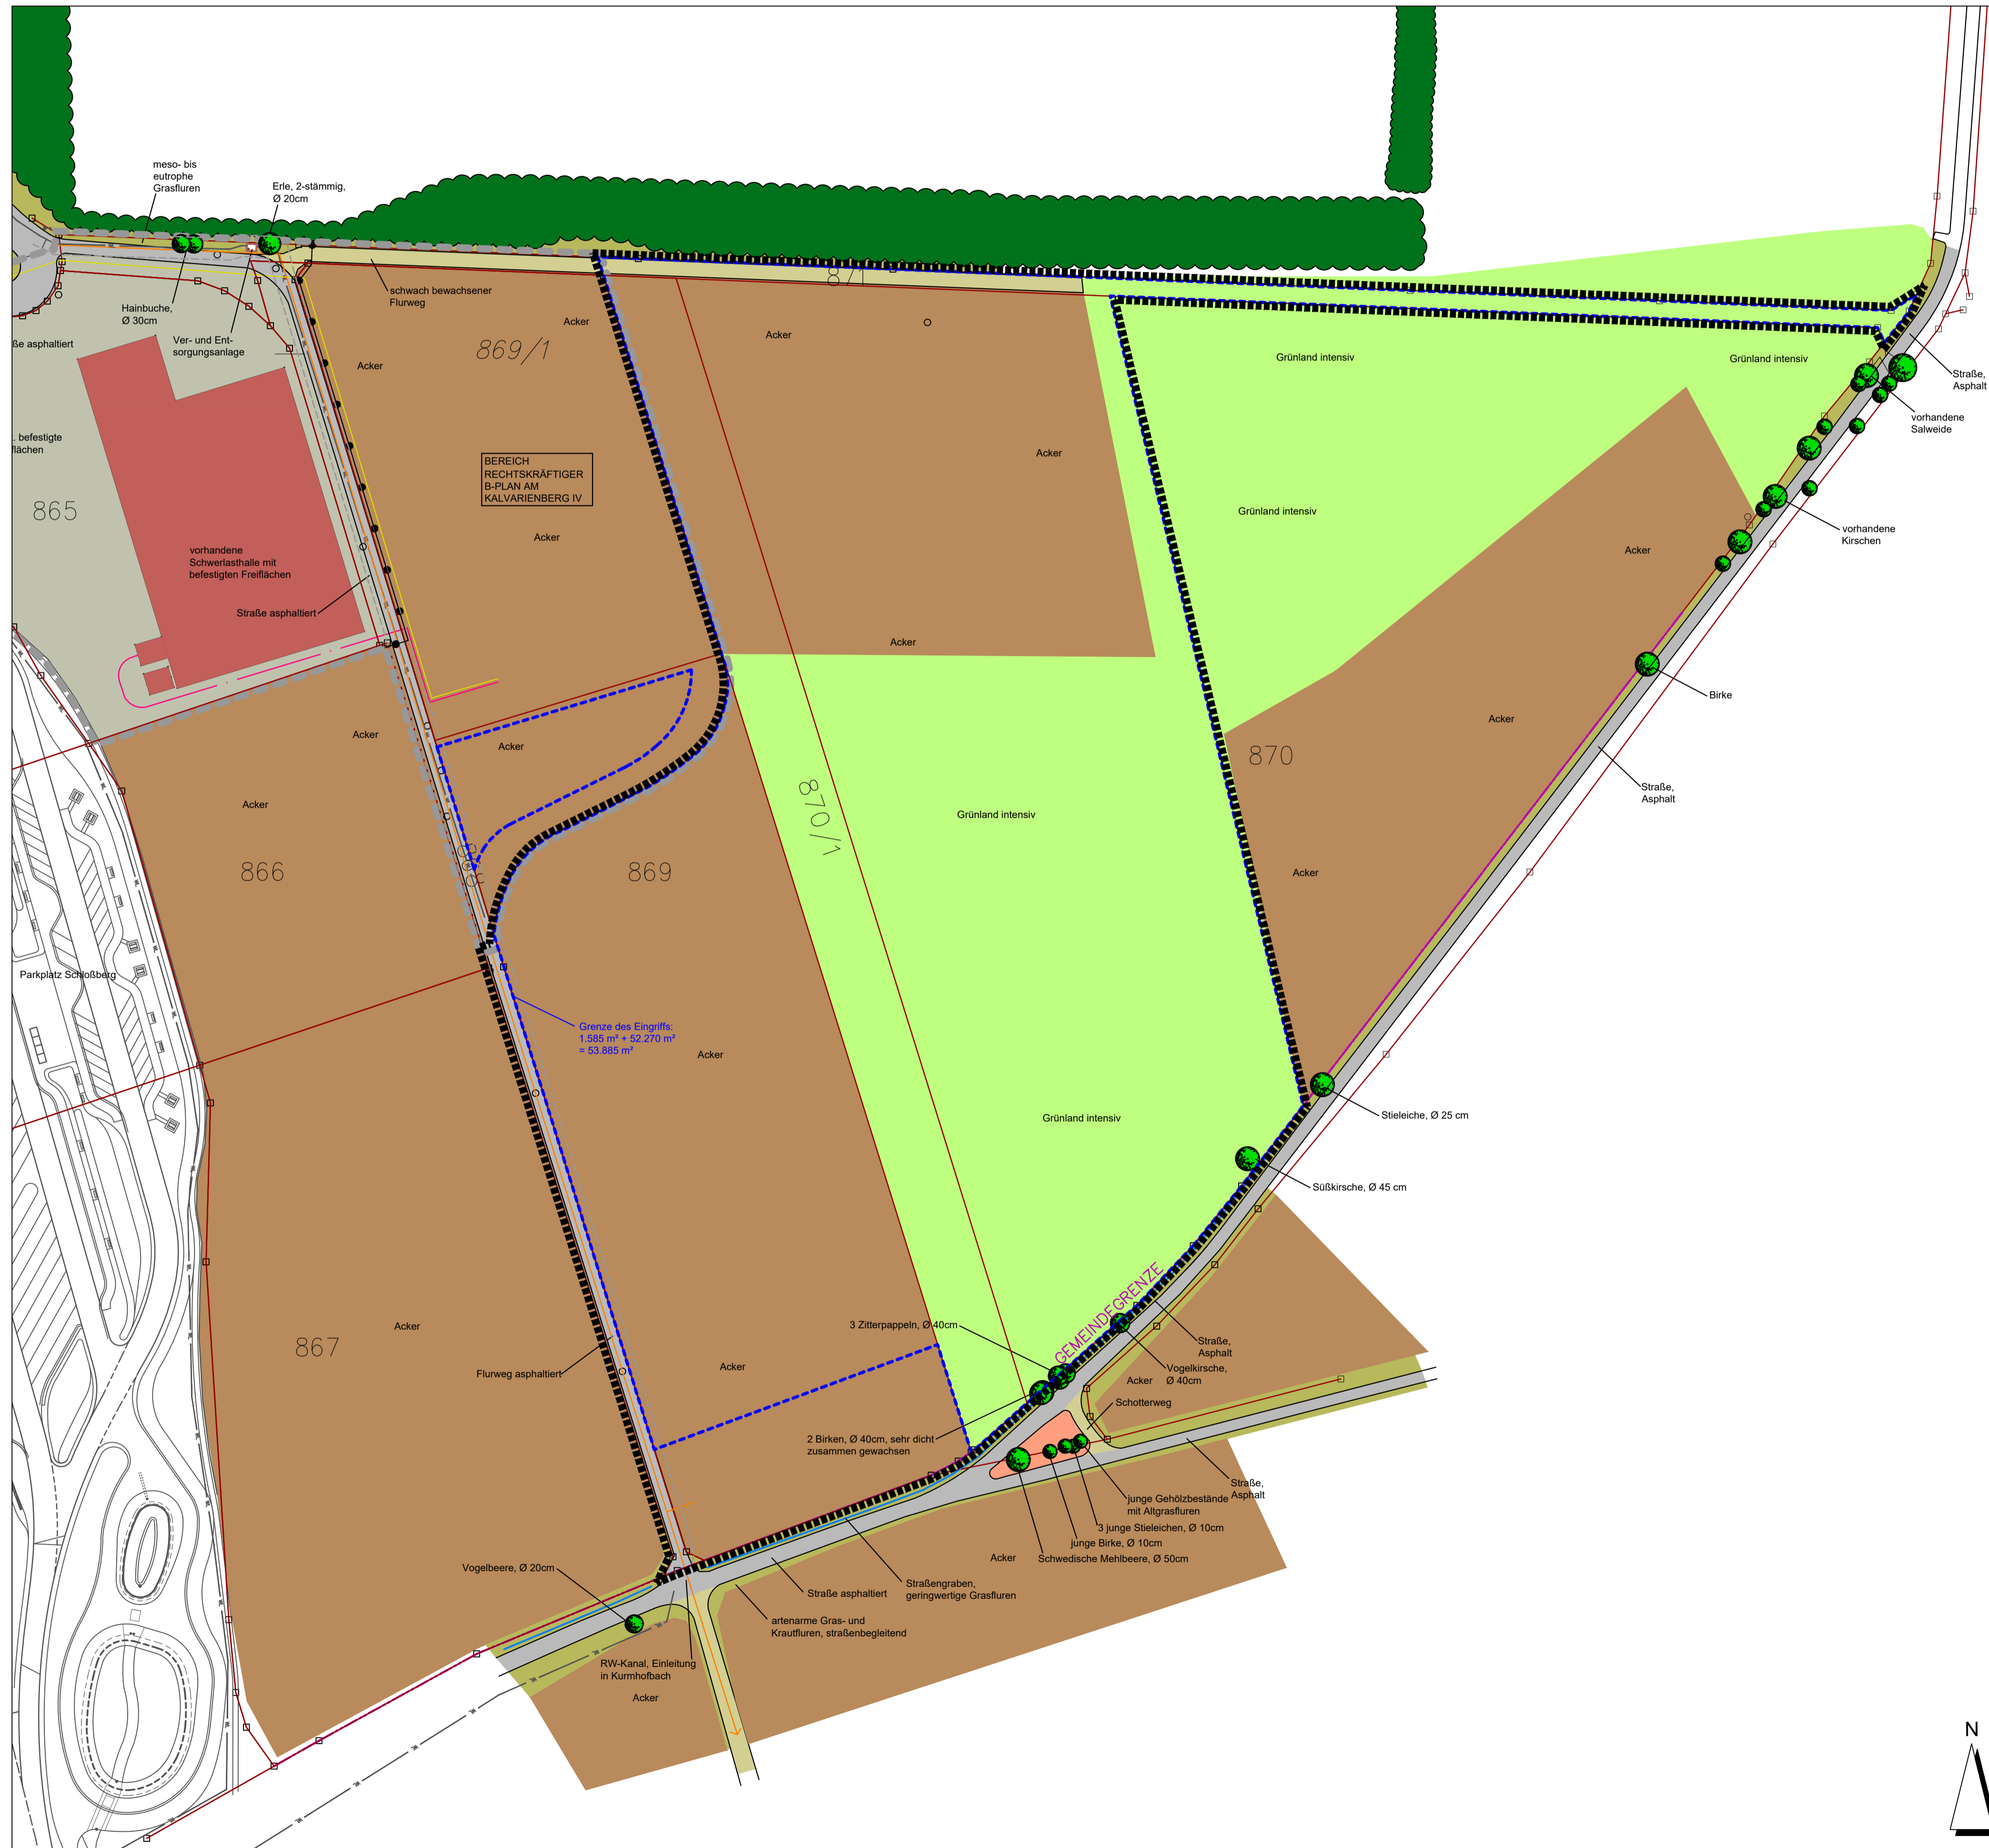 meso- bis
eutrophe
Grasfluren
Erle, 2-stämmig,
Ø 20cm
Hainbuche,
Ø 30cm
Ver- und Ent-
sorgungsanlage
schwach bewachsener
Flurweg
ße asphaltiert
Acker
869/1
Acker
Acker
Grünland intensiv
Grünland intensiv
Straße,
Asphalt
vorhandene
Salweide
. befestigte
flächen
865
BEREICH
RECHTSKRÄFTIGER
B-PLAN AM
KALVARIENBERG IV
Acker
Acker
Grünland intensiv
Acker
vorhandene
Kirschen
vorhandene
Schwerlasthalle mit
befestigten Freiflächen
Straße asphaltiert
Acker
Birke
Acker
Acker
Acker
870
Straße,
Asphalt
Acker
870/1
Grünland intensiv
866
868
869
Acker
Parkplatz Schloßberg
Grenze des Eingriffs:
1.585 m² + 52.270 m²
= 53.885 m²
Acker
Grünland intensiv
Stieleiche, Ø 25 cm
Süßkirsche, Ø 45 cm
GEMEINDEGRENZE
3 Zitterpappeln, Ø 40cm
Acker
867
Flurweg asphaltiert
Acker
Straße,
Asphalt
Vogelkirsche,
Ø 40cm
Acker
Schotterweg
2 Birken, Ø 40cm, sehr dicht
zusammen gewachsen
Straße,
Asphalt
junge Gehölzbestände
mit Altgrasfluren
3 junge Stieleichen, Ø 10cm
junge Birke, Ø 10cm
Schwedische Mehlbeere, Ø 50cm
Acker
Vogelbeere, Ø 20cm
Straße asphaltiert
Straßengraben,
geringwertige Grasfluren
artenarme Gras- und
Krautfluren, straßenbegleitend
RW-Kanal, Einleitung
in Kurmhofbach
Acker
N